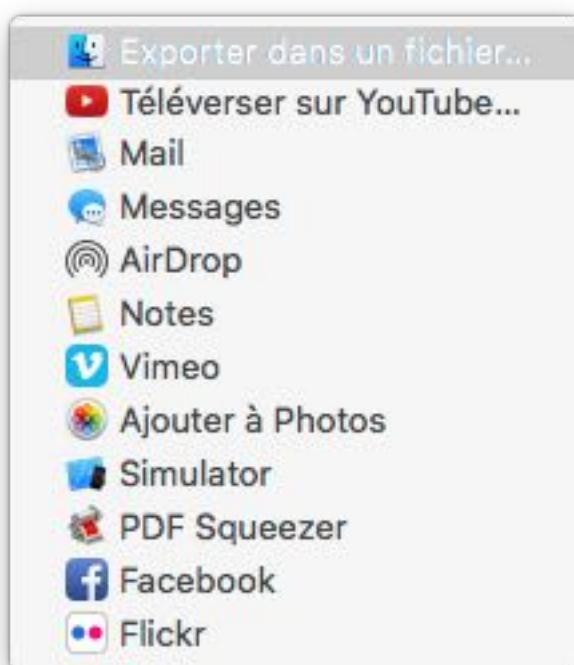 Exporter dans un fichier...
Téléverser sur YouTube...
Mail
Messages
AirDrop
Notes
Vimeo
Ajouter à Photos
Simulator
PDF Squeezer
Facebook
Flickr